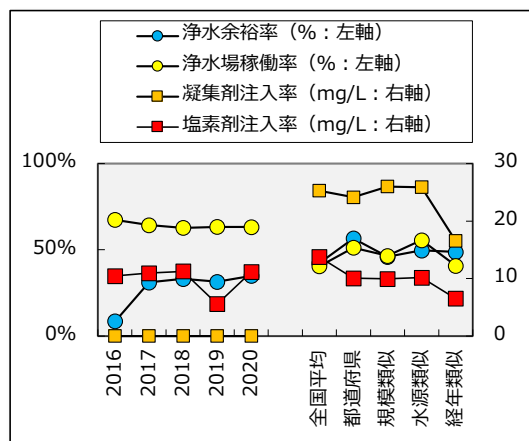 浄水余裕率（%：左軸）
浄水場稼働率（%：左軸）
凝集剤注入率（mg/L：右軸）
塩素剤注入率（mg/L：右軸）
100%
50%
0%
30
20
10
0
2016
2017
2018
2019
2020
全国平均
都道府県
規模類似
水源類似
経年類似